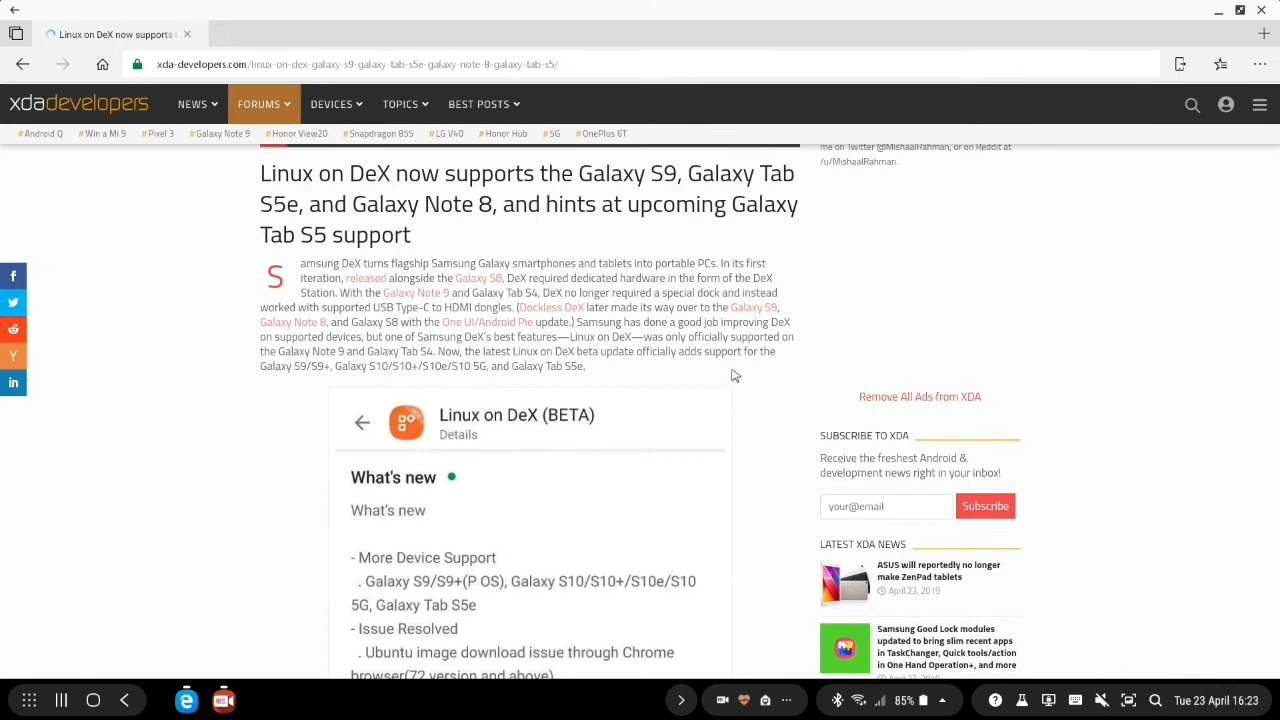 Linux on DeX now supports t
xda-developers.com/linux-on-dex-galaxy-s9-galaxy-tab-s5e-galaxy-note-8-galaxy-tab-s5/
xdadevelopers
NEWS
FORUMS
DEVICES
TOPICS
BEST POSTS
#Android Q
#Win a Mi 9
#Pixel 3
#Galaxy Note 9
#Honor View20
#Snapdragon 855
#LG V40
#Honor Hub
#5G
#OnePlus 6T
Linux on DeX now supports the Galaxy S9, Galaxy Tab
S5e, and Galaxy Note 8, and hints at upcoming Galaxy
Tab S5 support
Samsung DeX turns flagship Samsung Galaxy smartphones and tablets into portable PCs. In its first
iteration, released alongside the Galaxy S8, DeX required dedicated hardware in the form of the DeX
Station. With the Galaxy Note 9 and Galaxy Tab S4, DeX no longer required a special dock and instead
worked with supported USB Type-C to HDMI dongles. (Dockless DeX later made its way over to the Galaxy S9,
Galaxy Note 8, and Galaxy S8 with the One UI/Android Pie update.) Samsung has done a good job improving DeX
on supported devices, but one of Samsung DeX's best features—Linux on DeX—was only officially supported on
the Galaxy Note 9 and Galaxy Tab S4. Now, the latest Linux on DeX beta update officially adds support for the
Galaxy S9/S9+, Galaxy S10/S10+/S10e/S10 5G, and Galaxy Tab S5e.
Linux on DeX (BETA)
Details
What's new
What's new
- More Device Support
. Galaxy S9/S9+(P OS), Galaxy S10/S10+/S10e/S10
5G, Galaxy Tab S5e
- Issue Resolved
. Ubuntu image download issue through Chrome
browser(72 version and above)
me on Twitter @MishaalRahman, or on Reddit at
/u/MishaalRahman.
Remove All Ads from XDA
SUBSCRIBE TO XDA
Receive the freshest Android &
development news right in your inbox!
your@email
Subscribe
LATEST XDA NEWS
ASUS will reportedly no longer
make ZenPad tablets
April 23, 2019
Samsung Good Lock modules
updated to bring slim recent apps
in TaskChanger, Quick tools/action
in One Hand Operation+, and more
REC
85%
Tue 23 April 16:23